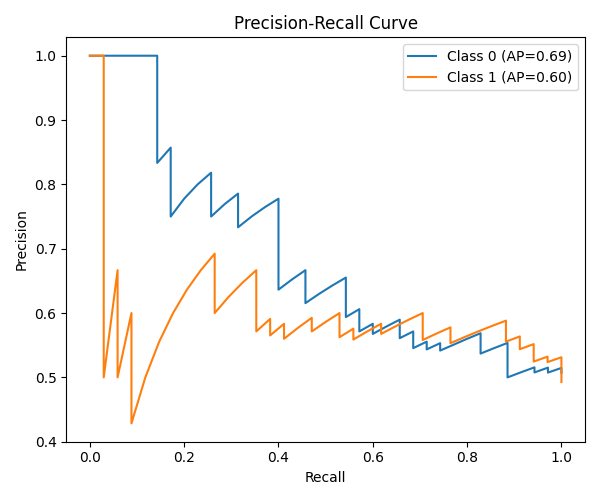 Precision-Recall Curve
Class 0 (AP=0.69)
Class 1 (AP=0.60)
1.0
0.9
0.8
0.7
0.6
0.5
0.4
Precision
0.0 0.2 0.4 0.6 0.8 1.0
Recall